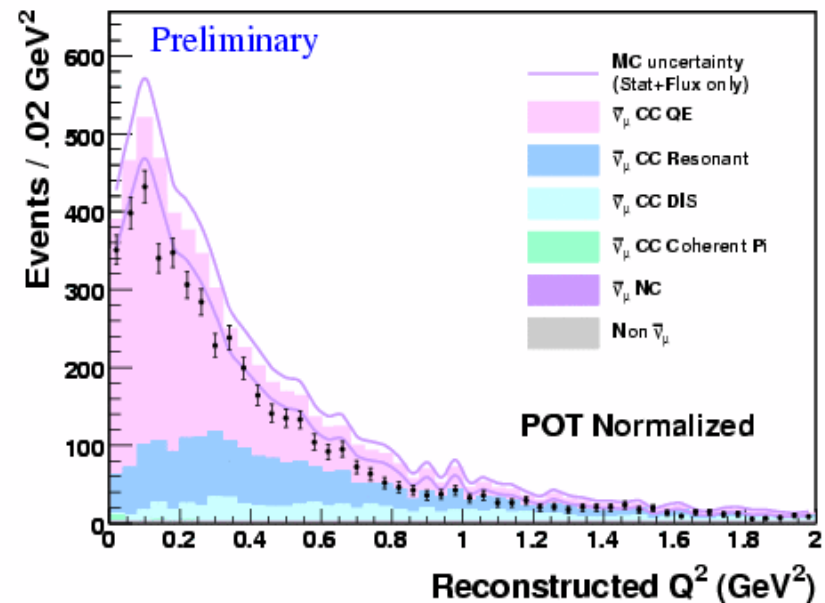 Preliminary
Events / .02 GeV²
600
500
400
300
200
100
0
MC uncertainty
(Stat+Flux only)
ν̅μ CC QE
ν̅μ CC Resonant
ν̅μ CC DIS
ν̅μ CC Coherent Pi
ν̅μ NC
Non ν̅μ
POT Normalized
0 0.2 0.4 0.6 0.8 1 1.2 1.4 1.6 1.8 2
Reconstructed Q² (GeV²)